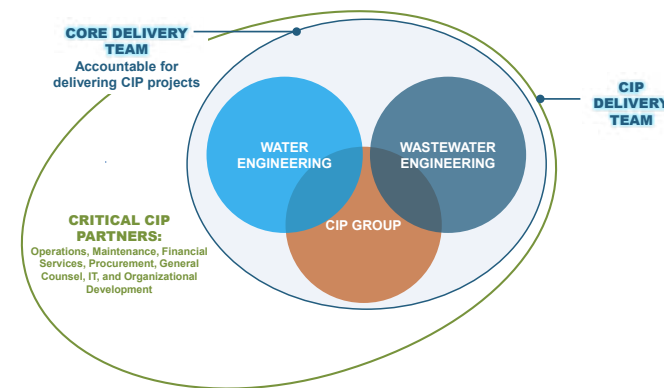 CORE DELIVERY
TEAM
Accountable for
delivering CIP projects
CIP
DELIVERY
TEAM
WATER
ENGINEERING
WASTEWATER
ENGINEERING
CIP GROUP
CRITICAL CIP
PARTNERS:
Operations, Maintenance, Financial
Services, Procurement, General
Counsel, IT, and Organizational
Development